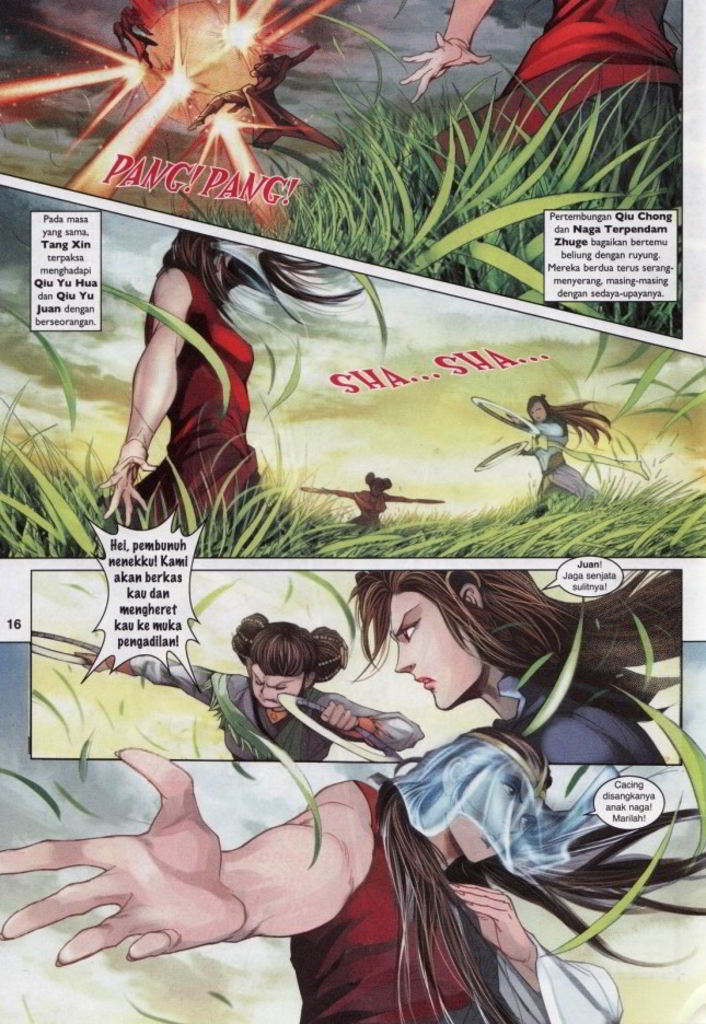 PANG! PANG!
Pertembungan Qiu Chong
dan Naga Terpendam
Zhuge bagaikan bertemu
beliung dengan ruyung.
Mereka berdua terus serang-
menyerang, masing-masing
dengan sedaya-upayanya.
Pada masa
yang sama,
Tang Xin
terpaksa
menghadapi
Qiu Yu Hua
dan Qiu Yu
Juan dengan
berseorangan.
SHA... SHA...
Hei, pembunuh
nenekku! Kami
akan berkas
kau dan
mengheret
kau ke muka
pengadilan!
Juan!
Jaga senjata
sulitnya!
16
Cacing
disangkanya
anak naga!
Marilah!